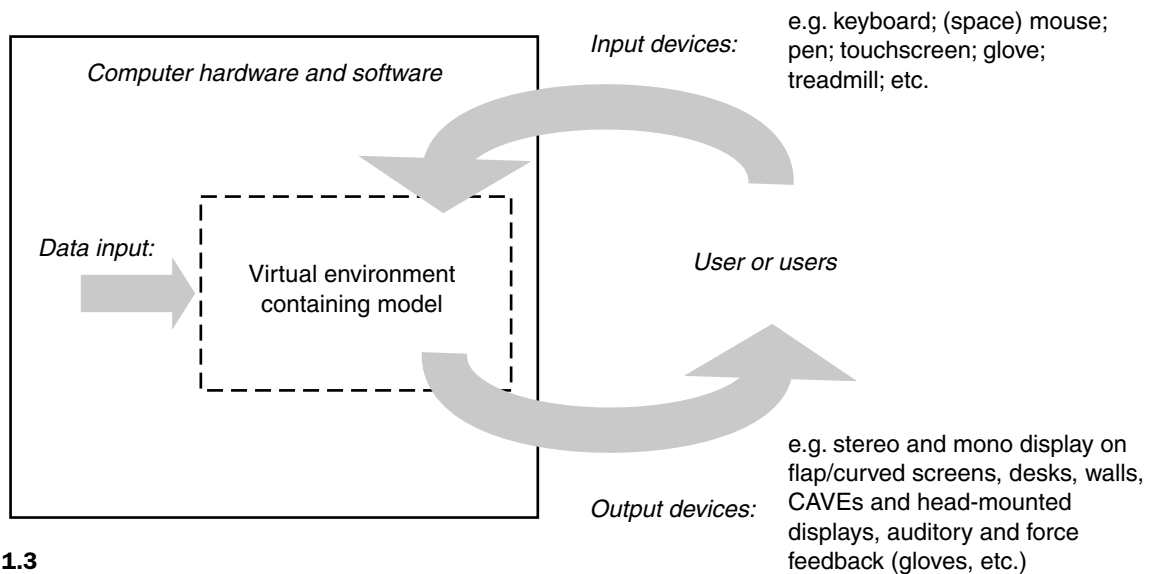 Input devices:
e.g. keyboard; (space) mouse;
pen; touchscreen; glove;
treadmill; etc.
Computer hardware and software
Data input:
Virtual environment
containing model
User or users
Output devices:
e.g. stereo and mono display on
flap/curved screens, desks, walls,
CAVEs and head-mounted
displays, auditory and force
feedback (gloves, etc.)
1.3